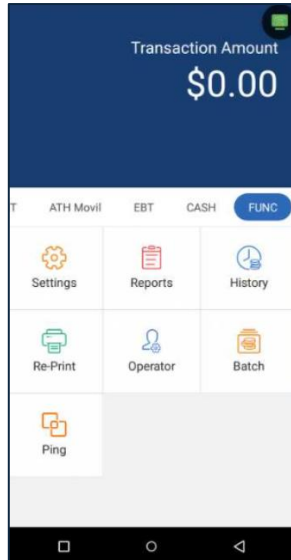 Transaction Amount
$0.00
T ATH Movil EBT CASH FUNC
Settings Reports History
Re-Print Operator Batch
Ping